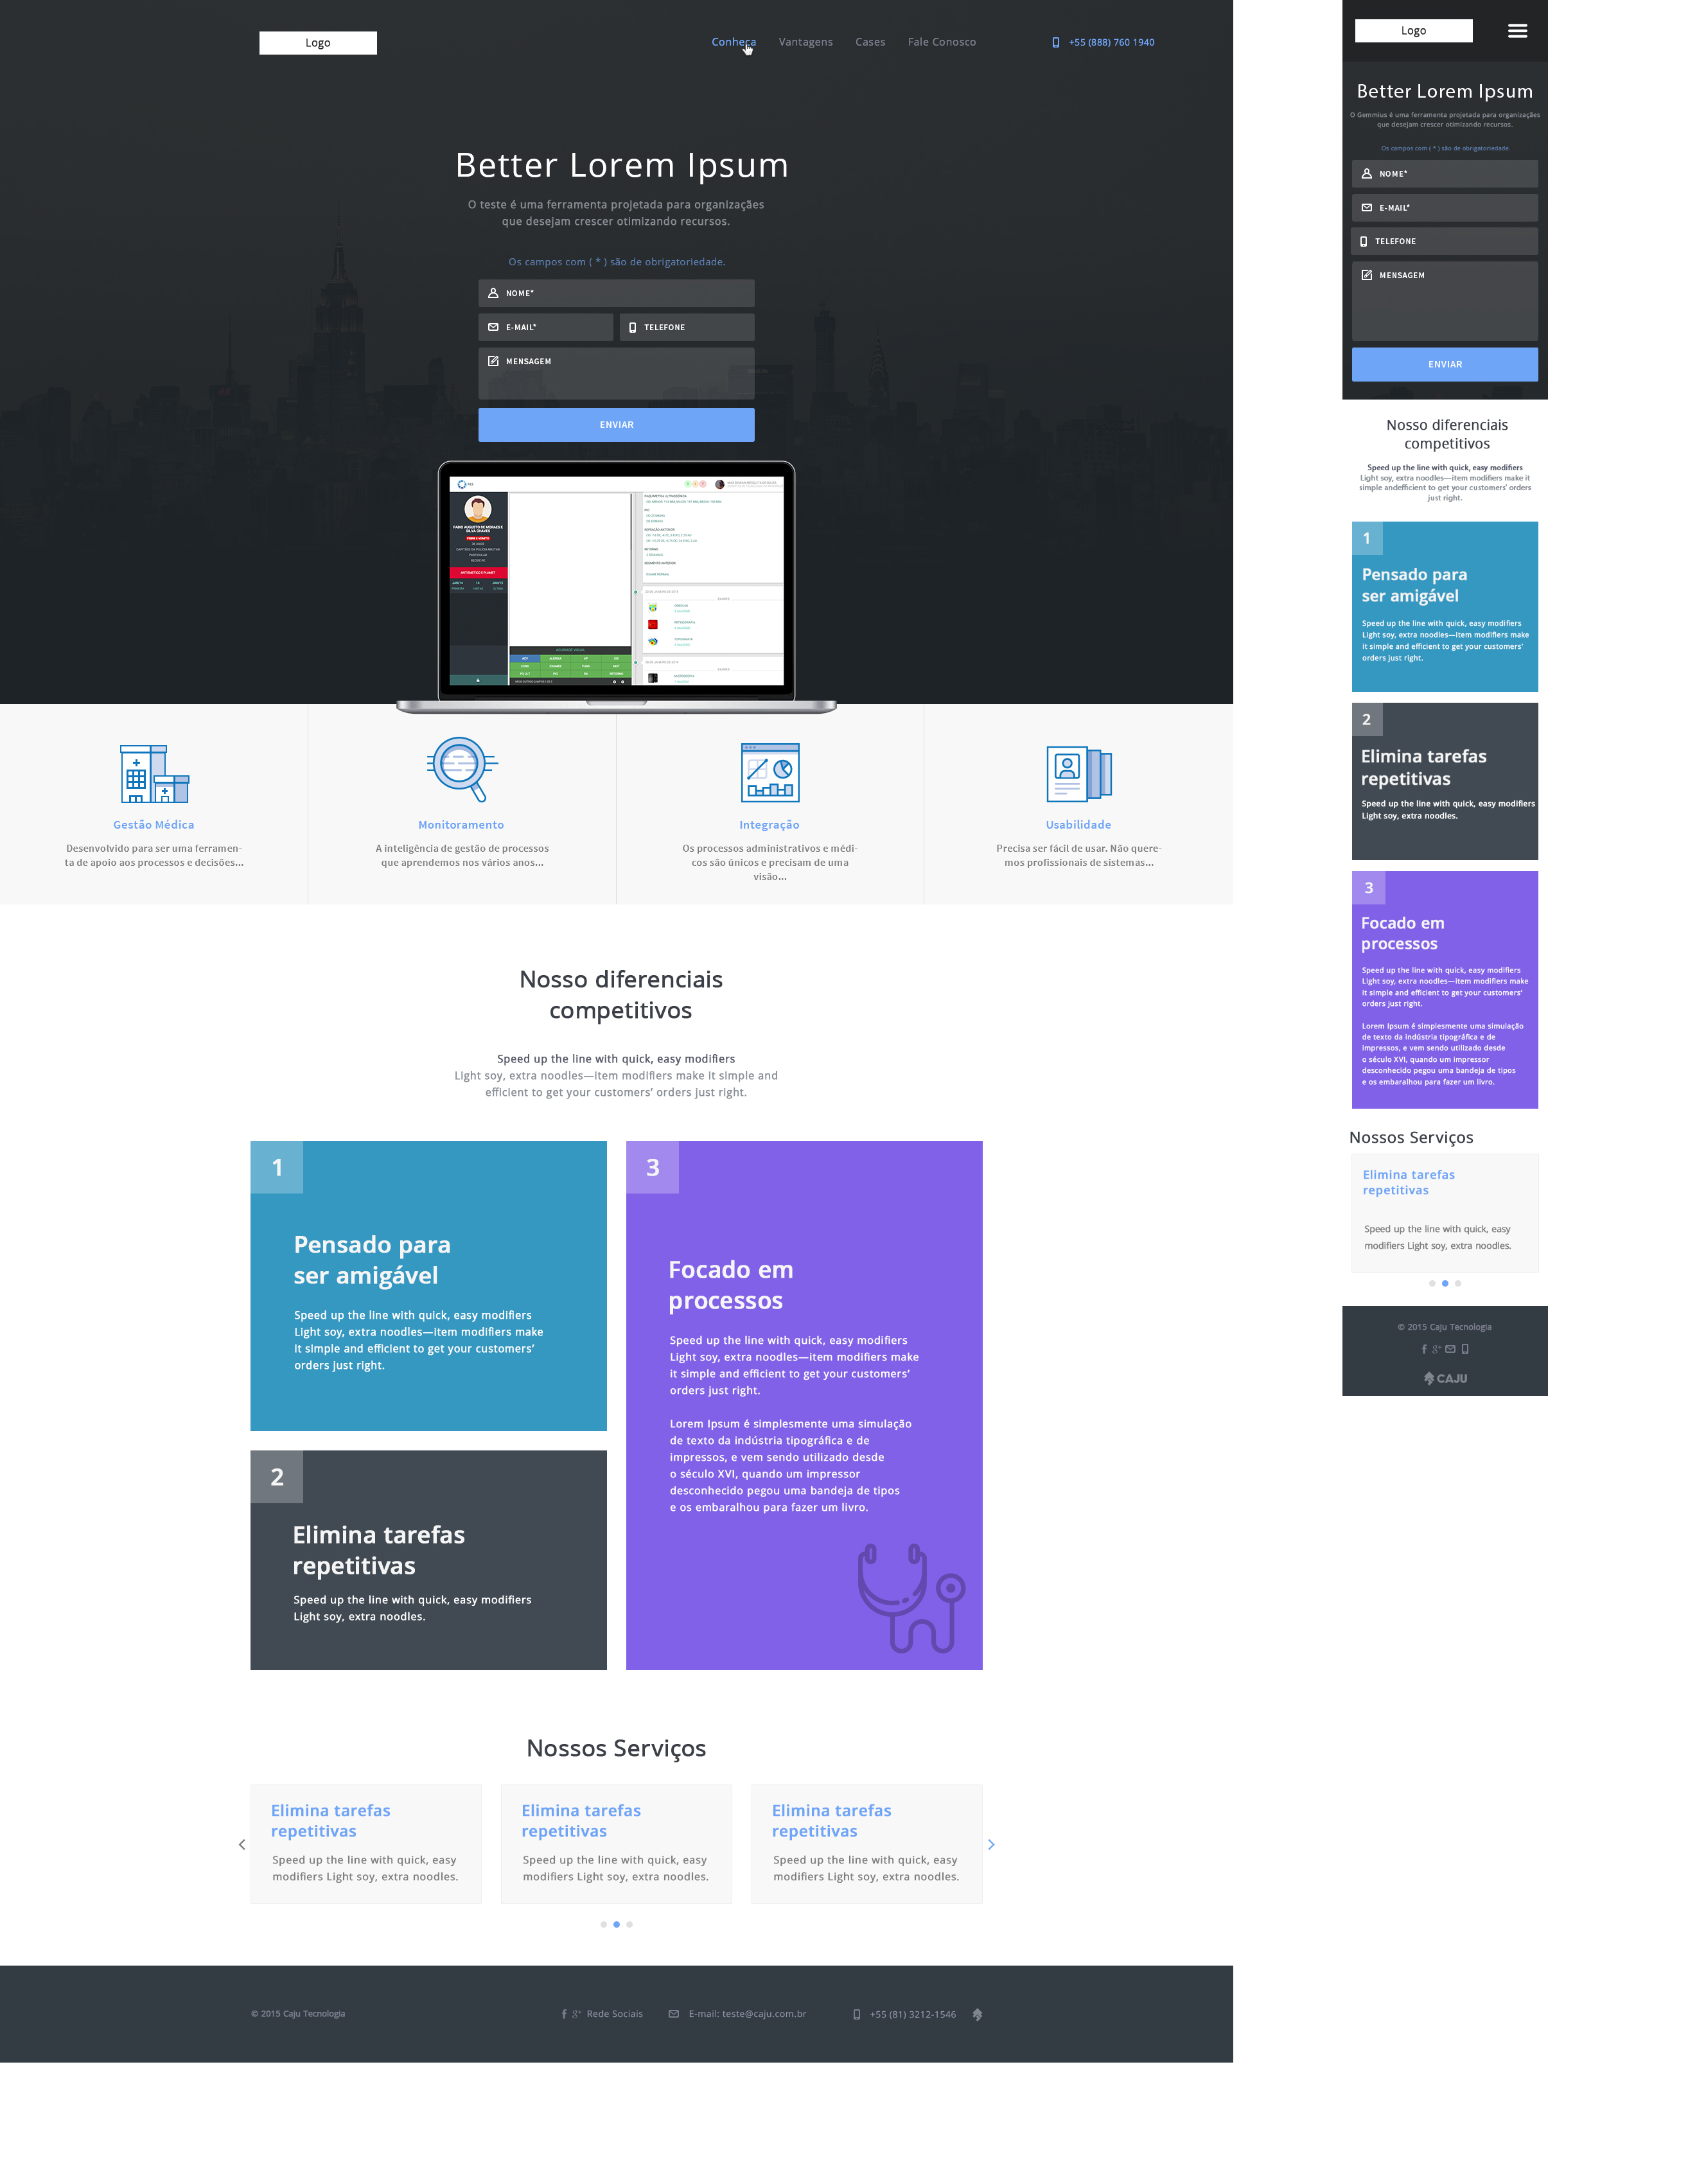 Logo
Conheça
Vantagens
Cases
Fale Conosco
+55 (888) 760 1940
Better Lorem Ipsum
O teste é uma ferramenta projetada para organizações
que desejam crescer otimizando recursos.
Os campos com ( * ) são de obrigatoriedade.
NOME*
E-MAIL*
TELEFONE
MENSAGEM
ENVIAR
Gestão Médica
Desenvolvido para ser uma ferramen-
ta de apoio aos processos e decisões...
Monitoramento
A inteligência de gestão de processos
que aprendemos nos vários anos...
Integração
Os processos administrativos e médi-
cos são únicos e precisam de uma
visão...
Usabilidade
Precisa ser fácil de usar. Não quere-
mos profissionais de sistemas...
Nosso diferenciais
competitivos
Speed up the line with quick, easy modifiers
Light soy, extra noodles—item modifiers make it simple and
efficient to get your customers' orders just right.
1
Pensado para
ser amigável
Speed up the line with quick, easy modifiers
Light soy, extra noodles—item modifiers make
it simple and efficient to get your customers'
orders just right.
2
Elimina tarefas
repetitivas
Speed up the line with quick, easy modifiers
Light soy, extra noodles.
3
Focado em
processos
Speed up the line with quick, easy modifiers
Light soy, extra noodles—item modifiers make
it simple and efficient to get your customers'
orders just right.
Lorem Ipsum é simplesmente uma simulação
de texto da indústria tipográfica e de
impressos, e vem sendo utilizado desde
o século XVI, quando um impressor
desconhecido pegou uma bandeja de tipos
e os embaralhou para fazer um livro.
Nossos Serviços
Elimina tarefas
repetitivas
Speed up the line with quick, easy
modifiers Light soy, extra noodles.
Elimina tarefas
repetitivas
Speed up the line with quick, easy
modifiers Light soy, extra noodles.
Elimina tarefas
repetitivas
Speed up the line with quick, easy
modifiers Light soy, extra noodles.
© 2015 Caju Tecnologia
Rede Sociais
E-mail: teste@caju.com.br
+55 (81) 3212-1546
Logo
Better Lorem Ipsum
O Gemmius é uma ferramenta projetada para organizações
que desejam crescer otimizando recursos.
Os campos com ( * ) são de obrigatoriedade.
NOME*
E-MAIL*
TELEFONE
MENSAGEM
ENVIAR
Nosso diferenciais
competitivos
Speed up the line with quick, easy modifiers
Light soy, extra noodles—item modifiers make it
simple andefficient to get your customers' orders
just right.
1
Pensado para
ser amigável
Speed up the line with quick, easy modifiers
Light soy, extra noodles—item modifiers make
it simple and efficient to get your customers'
orders just right.
2
Elimina tarefas
repetitivas
Speed up the line with quick, easy modifiers
Light soy, extra noodles.
3
Focado em
processos
Speed up the line with quick, easy modifiers
Light soy, extra noodles—item modifiers make
it simple and efficient to get your customers'
orders just right.
Lorem Ipsum é simplesmente uma simulação
de texto da indústria tipográfica e de
impressos, e vem sendo utilizado desde
o século XVI, quando um impressor
desconhecido pegou uma bandeja de tipos
e os embaralhou para fazer um livro.
Nossos Serviços
Elimina tarefas
repetitivas
Speed up the line with quick, easy
modifiers Light soy, extra noodles.
© 2015 Caju Tecnologia
CAJU